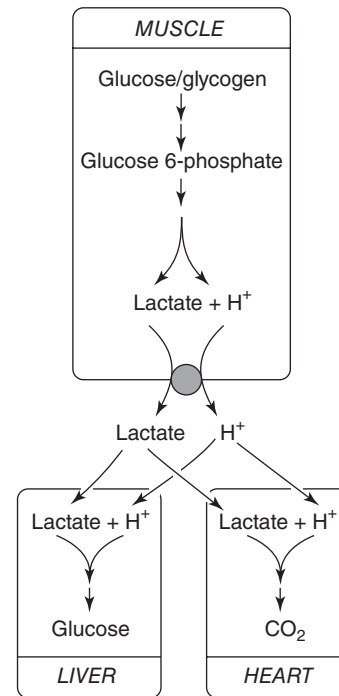 MUSCLE
Glucose/glycogen
Glucose 6-phosphate
Lactate + H⁺
Lactate H⁺
Lactate + H⁺ Lactate + H⁺
Glucose CO₂
LIVER HEART